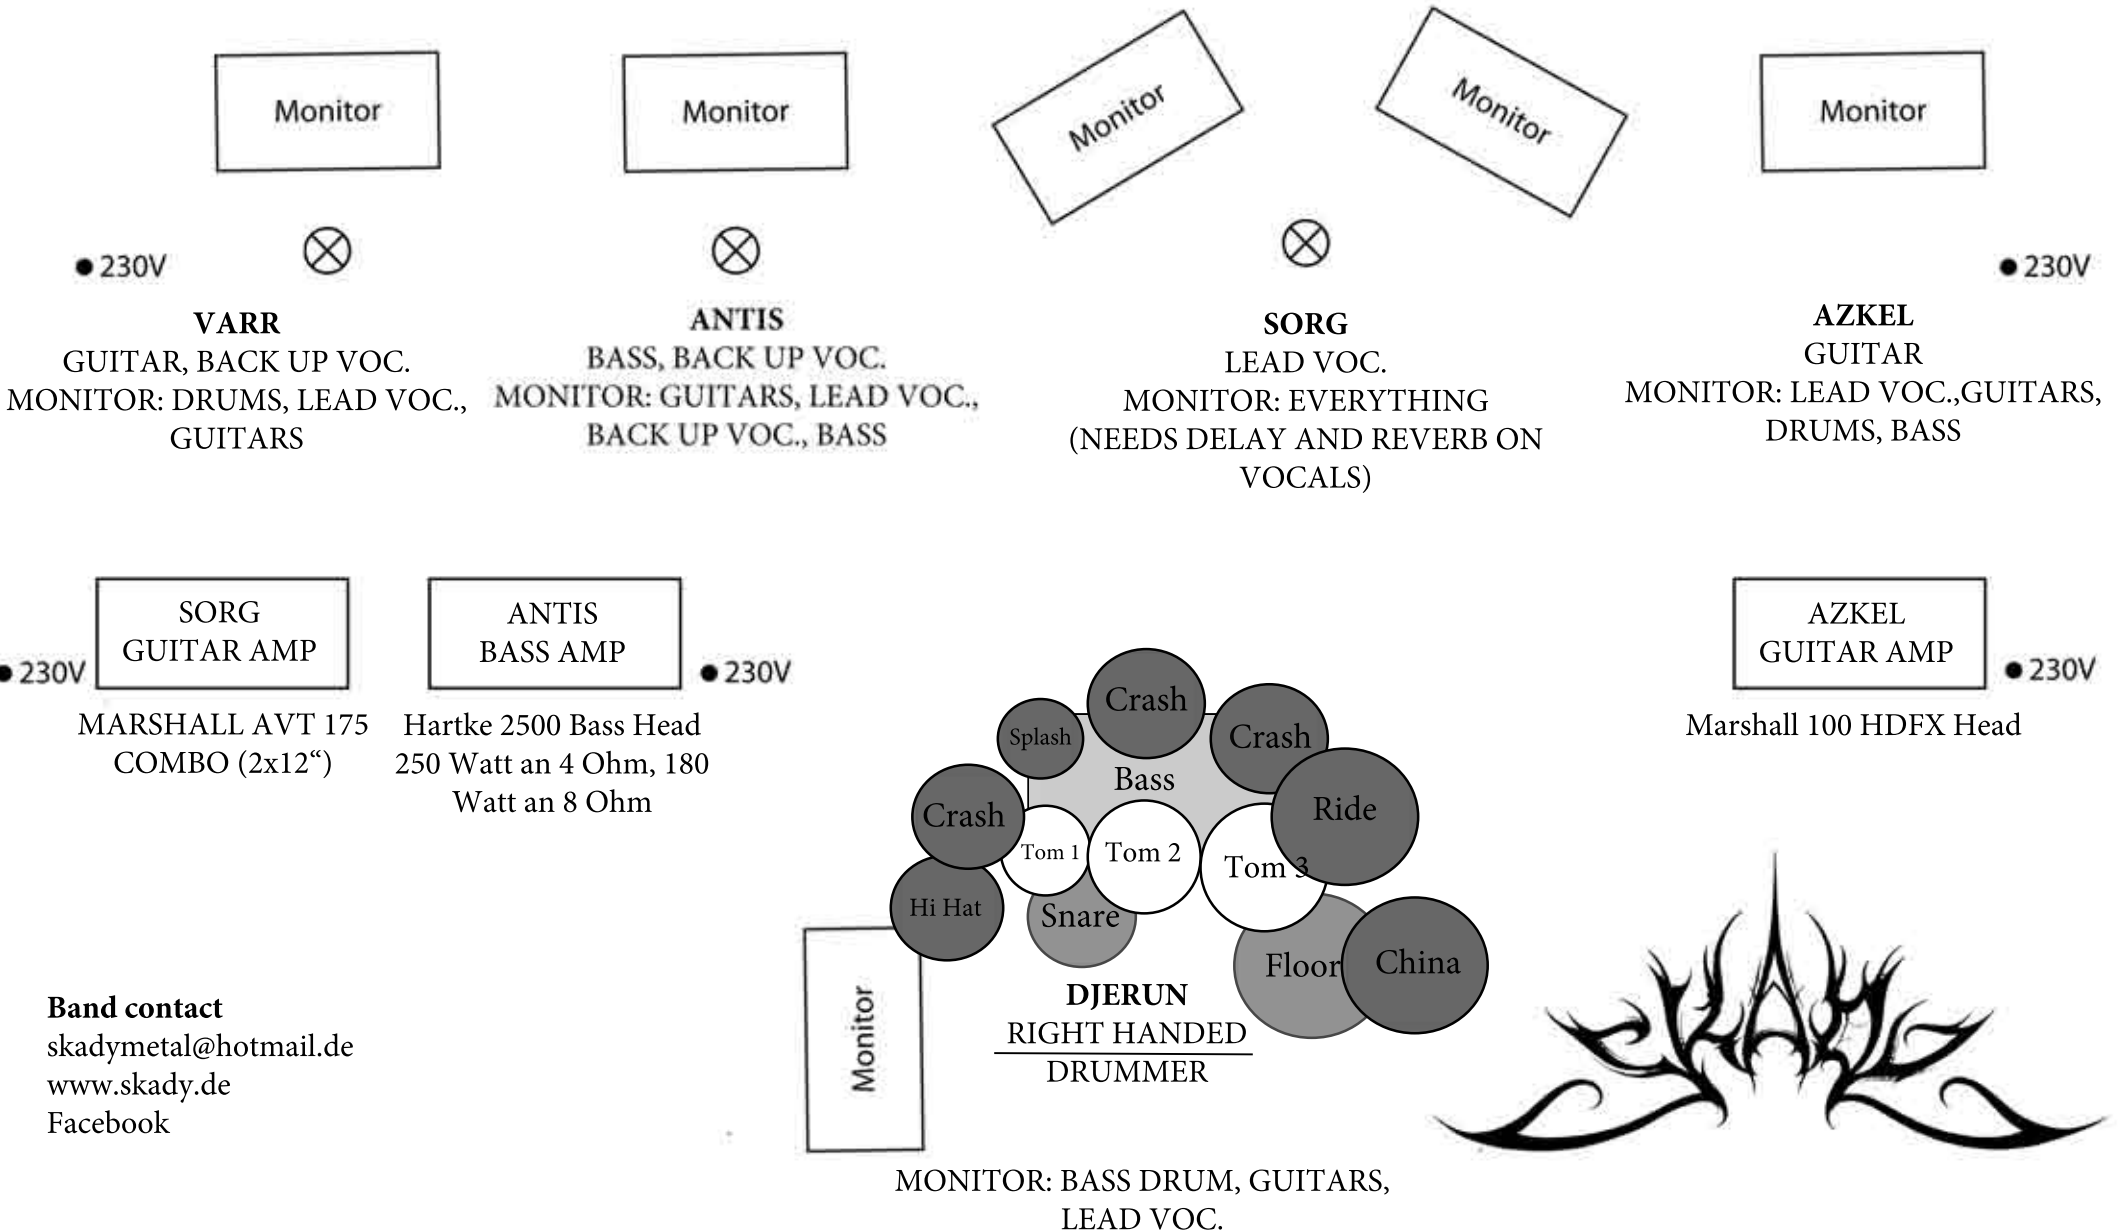 Monitor
Monitor
Monitor
Monitor
Monitor
230V
230V
VARR
GUITAR, BACK UP VOC.
MONITOR: DRUMS, LEAD VOC.,
GUITARS
ANTIS
BASS, BACK UP VOC.
MONITOR: GUITARS, LEAD VOC.,
BACK UP VOC., BASS
SORG
LEAD VOC.
MONITOR: EVERYTHING
(NEEDS DELAY AND REVERB ON
VOCALS)
AZKEL
GUITAR
MONITOR: LEAD VOC.,GUITARS,
DRUMS, BASS
230V
SORG
GUITAR AMP
MARSHALL AVT 175
COMBO (2x12“)
ANTIS
BASS AMP
230V
Hartke 2500 Bass Head
250 Watt an 4 Ohm, 180
Watt an 8 Ohm
AZKEL
GUITAR AMP
230V
Marshall 100 HDFX Head
Crash
Splash
Crash
Bass
Crash
Ride
Tom 1
Tom 2
Tom 3
Hi Hat
Snare
Floor
China
Monitor
DJERUN
RIGHT HANDED
DRUMMER
MONITOR: BASS DRUM, GUITARS,
LEAD VOC.
Band contact
skadymetal@hotmail.de
www.skady.de
Facebook
SKADY